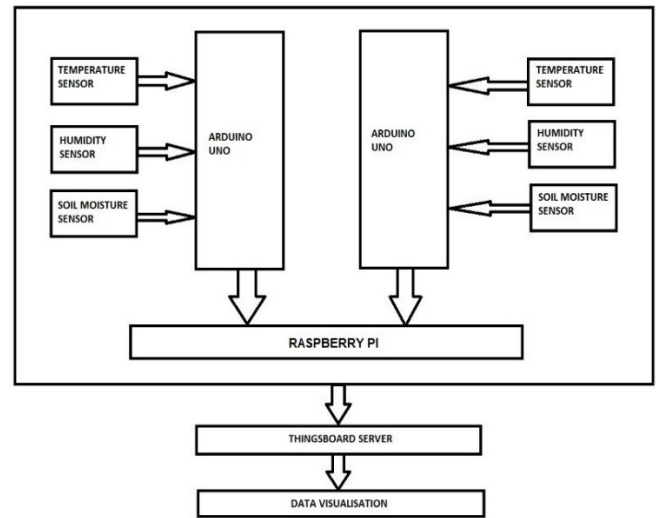 TEMPERATURE
SENSOR
HUMIDITY
SENSOR
SOIL MOISTURE
SENSOR
ARDUINO
UNO
ARDUINO
UNO
TEMPERATURE
SENSOR
HUMIDITY
SENSOR
SOIL MOISTURE
SENSOR
RASPBERRY PI
THINGSBOARD SERVER
DATA VISUALISATION